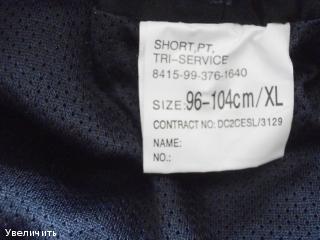 SHORT,PT,
TRI-SERVICE
8415-99-376-1640
SIZE: 96-104cm/XL
CONTRACT NO: DC2CESL/3129
NAME:
NO.:
Увеличить